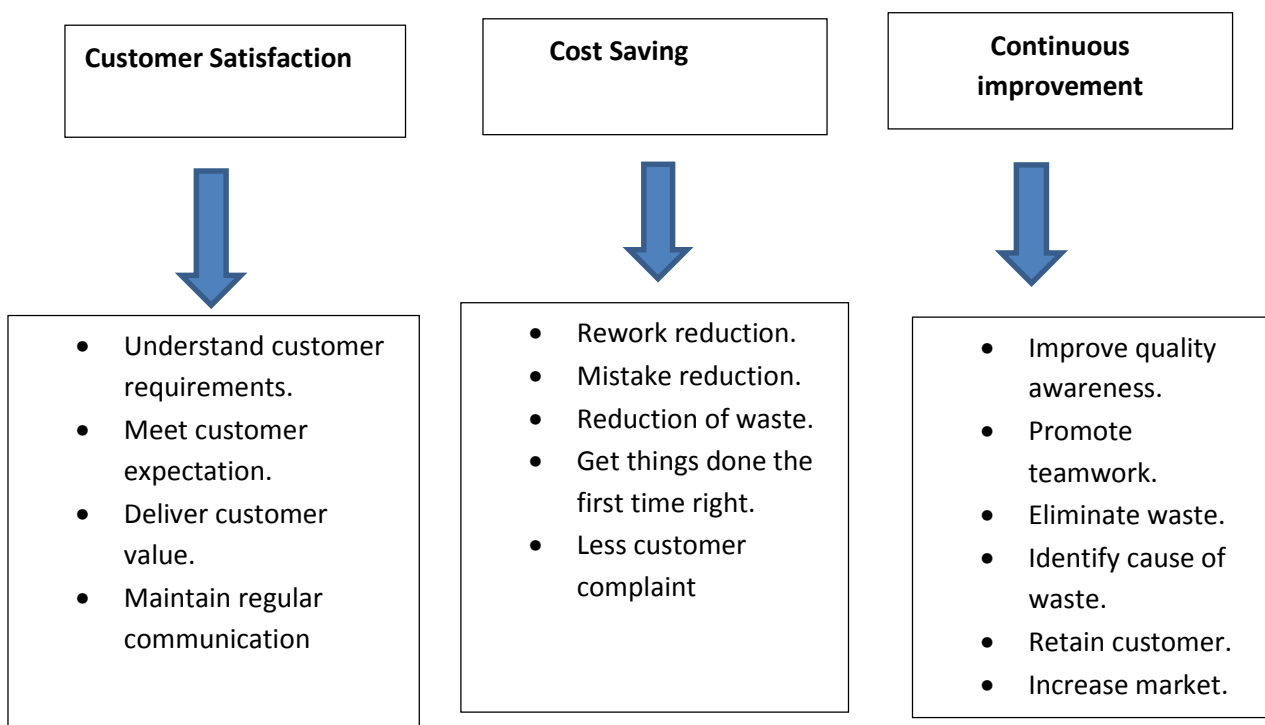 Customer Satisfaction
Cost Saving
Continuous
improvement
• Understand customer
requirements.
• Meet customer
expectation.
• Deliver customer
value.
• Maintain regular
communication
• Rework reduction.
• Mistake reduction.
• Reduction of waste.
• Get things done the
first time right.
• Less customer
complaint
• Improve quality
awareness.
• Promote
teamwork.
• Eliminate waste.
• Identify cause of
waste.
• Retain customer.
• Increase market.